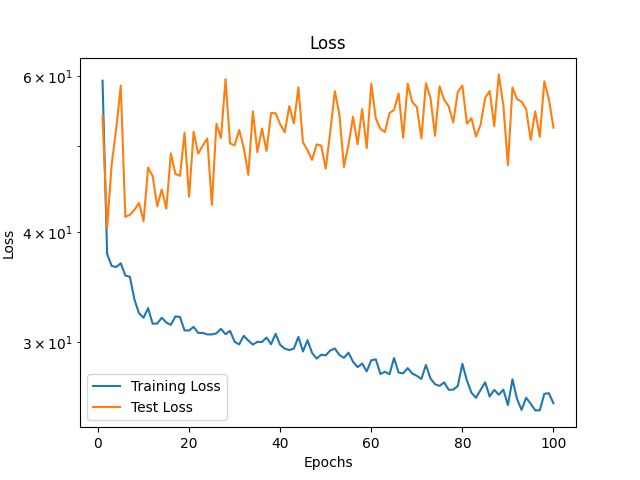 Loss
6 × 10¹
4 × 10¹
3 × 10¹
Loss
Training Loss
Test Loss
0 20 40 60 80 100
Epochs